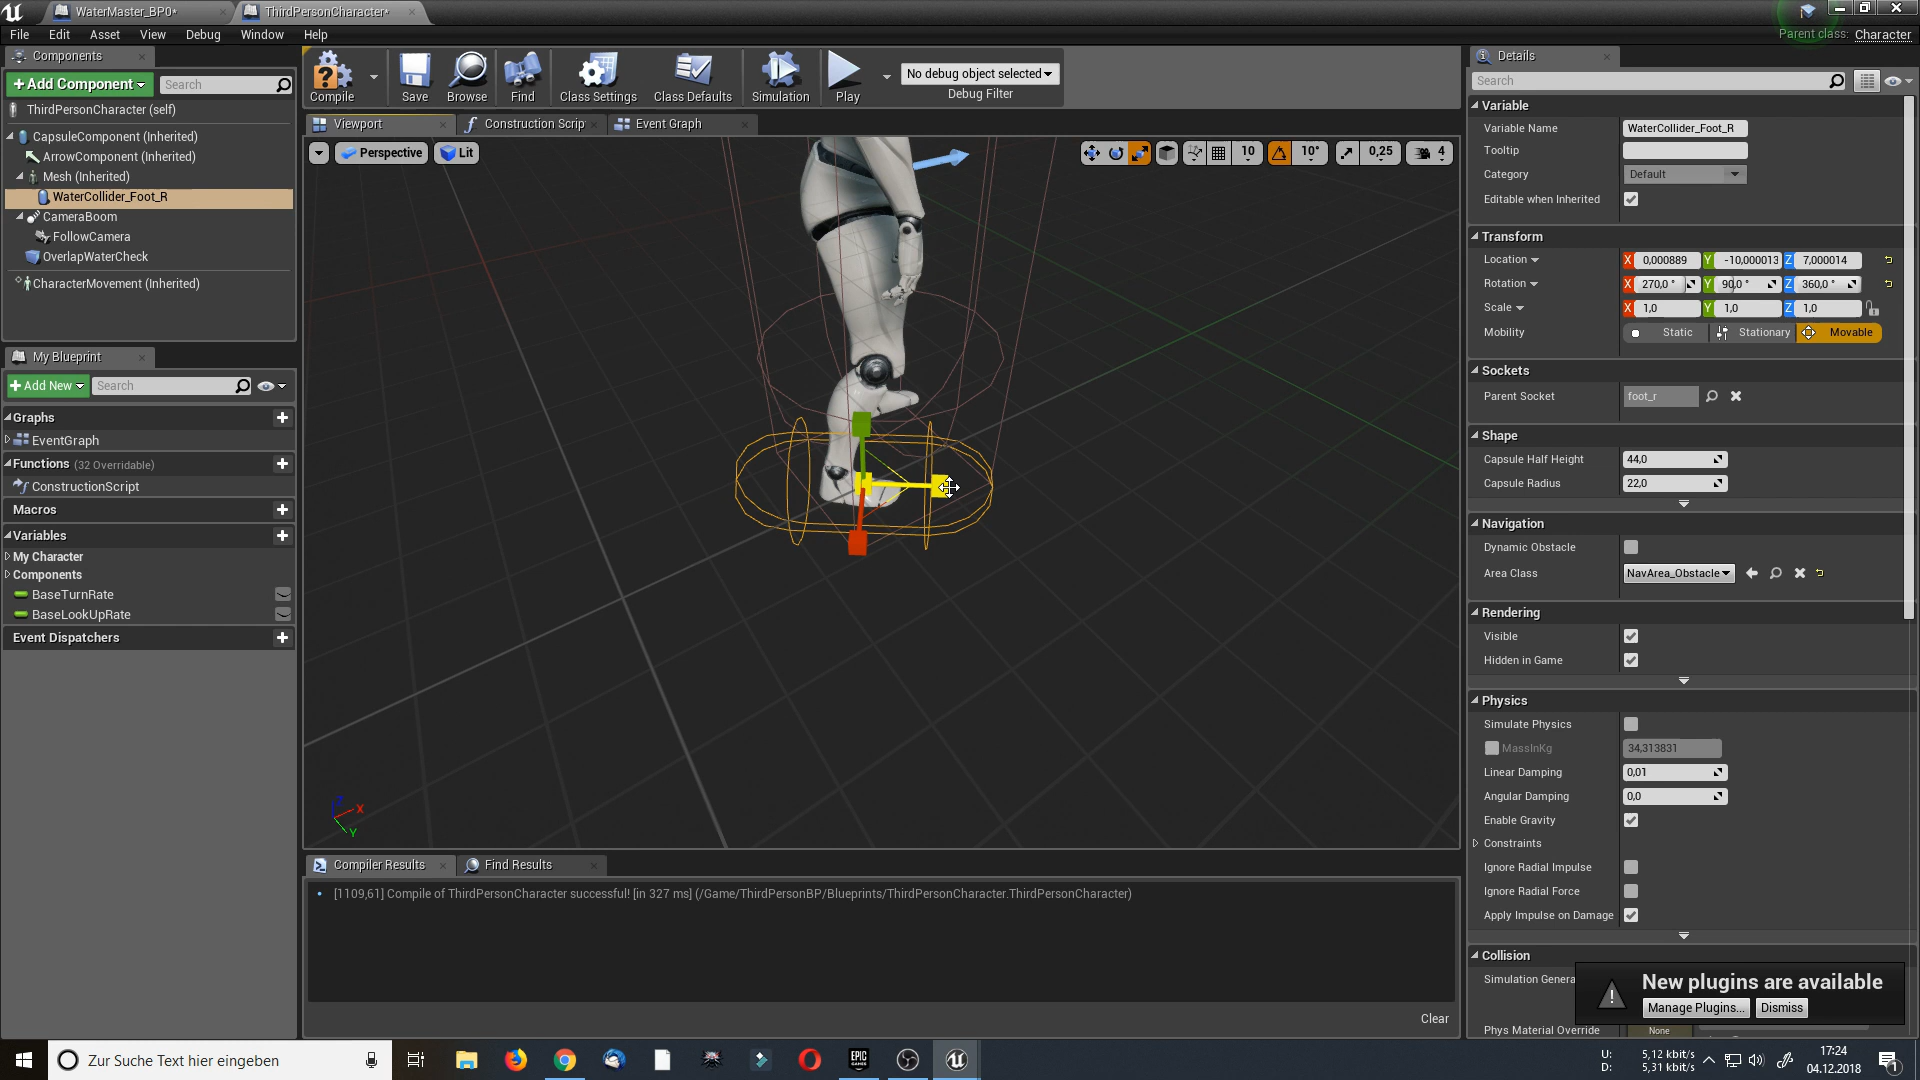 WaterMaster_BP0*
ThirdPersonCharacter*
File Edit Asset View Debug Window Help
Parent class: Character
Components
+ Add Component
Search
ThirdPersonCharacter (self)
CapsuleComponent (Inherited)
ArrowComponent (Inherited)
Mesh (Inherited)
WaterCollider_Foot_R
CameraBoom
FollowCamera
OverlapWaterCheck
CharacterMovement (Inherited)
My Blueprint
+ Add New
Search
Graphs
EventGraph
Functions (32 Overridable)
ConstructionScript
Macros
Variables
My Character
Components
BaseTurnRate
BaseLookUpRate
Event Dispatchers
Compile
Save
Browse
Find
Class Settings
Class Defaults
Simulation
Play
No debug object selected
Debug Filter
Viewport
Construction Scrip
Event Graph
Perspective
Lit
10
10°
0,25
4
Z
X
Y
Compiler Results
Find Results
[1109,61] Compile of ThirdPersonCharacter successful! [in 327 ms] (/Game/ThirdPersonBP/Blueprints/ThirdPersonCharacter.ThirdPersonCharacter)
Clear
Details
Search
Variable
Variable Name WaterCollider_Foot_R
Tooltip
Category Default
Editable when Inherited
Transform
Location X 0,000889 Y -10,000013 Z 7,000014
Rotation X 270,0 ° Y 90,0 ° Z 360,0 °
Scale X 1,0 Y 1,0 Z 1,0
Mobility Static Stationary Movable
Sockets
Parent Socket foot_r
Shape
Capsule Half Height 44,0
Capsule Radius 22,0
Navigation
Dynamic Obstacle
Area Class NavArea_Obstacle
Rendering
Visible
Hidden in Game
Physics
Simulate Physics
MassInKg 34,313831
Linear Damping 0,01
Angular Damping 0,0
Enable Gravity
Constraints
Ignore Radial Impulse
Ignore Radial Force
Apply Impulse on Damage
Collision
Simulation Genera
Phys Material Override None
New plugins are available
Manage Plugins... Dismiss
Zur Suche Text hier eingeben
EPIC GAMES
U: 5,12 kbit/s
D: 5,31 kbit/s
17:24
04.12.2018
1